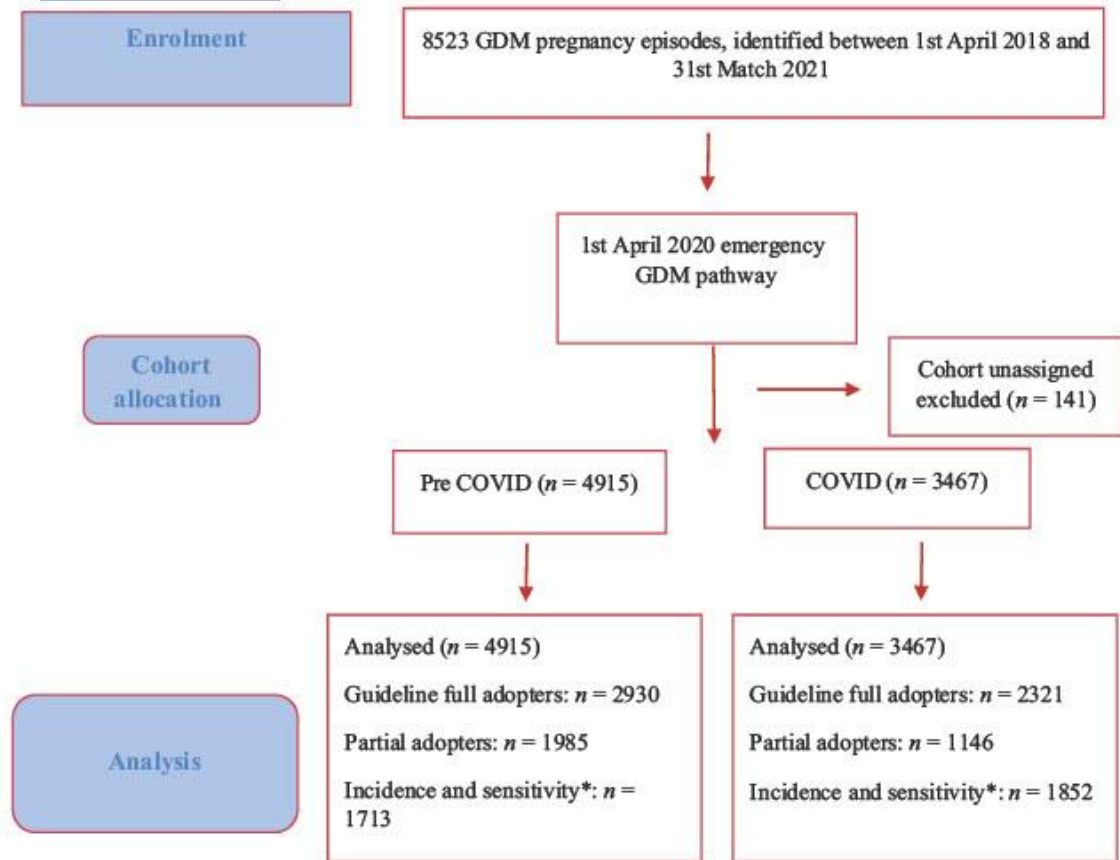 Enrolment
8523 GDM pregnancy episodes, identified between 1st April 2018 and
31st Match 2021
1st April 2020 emergency
GDM pathway
Cohort
allocation
Cohort unassigned
excluded (n = 141)
Pre COVID (n = 4915)
COVID (n = 3467)
Analysis
Analysed (n = 4915)
Guideline full adopters: n = 2930
Partial adopters: n = 1985
Incidence and sensitivity*: n =
1713
Analysed (n = 3467)
Guideline full adopters: n = 2321
Partial adopters: n = 1146
Incidence and sensitivity*: n = 1852